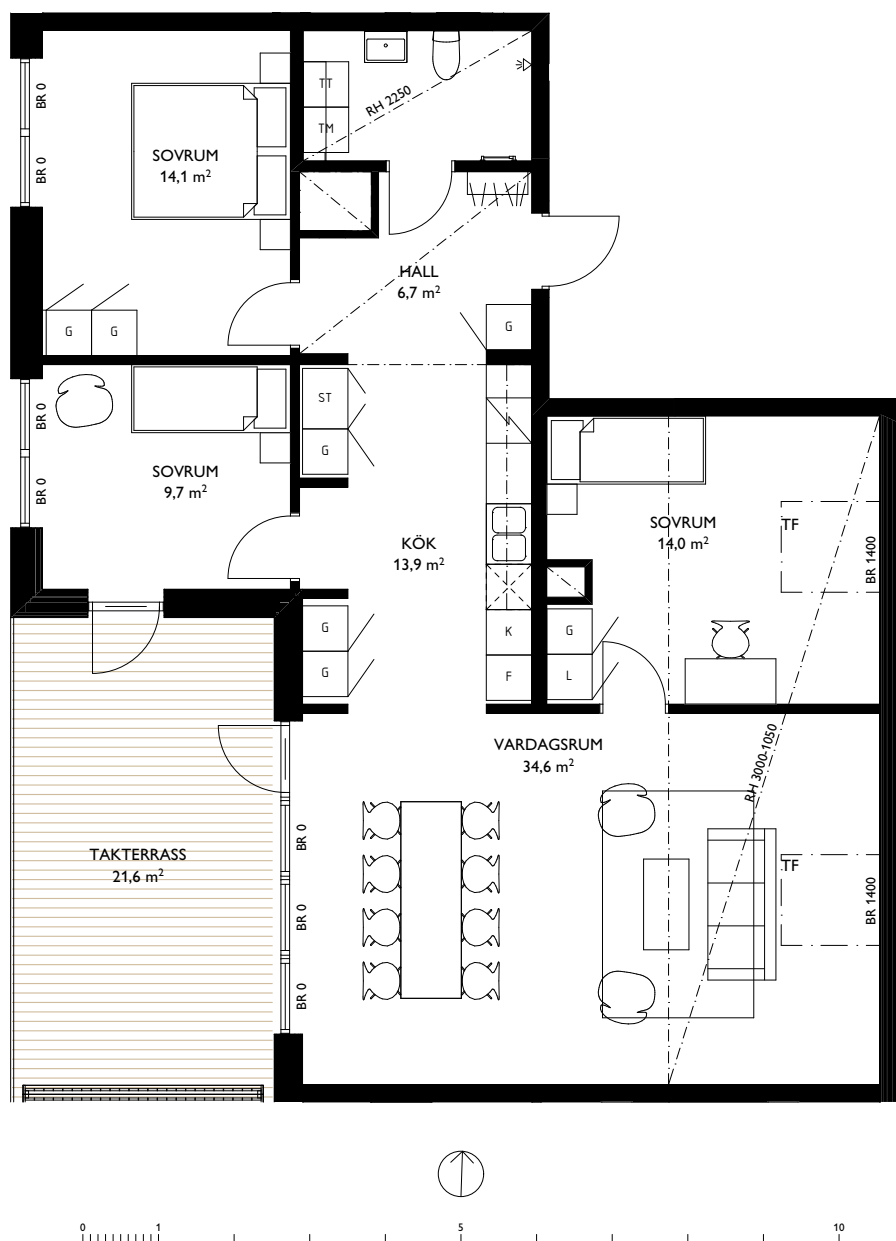 BR 0
BR 0
SOVRUM
14,1 m²
TT
TM
RH 2250
HALL
6,7 m²
G
G
G
BR 0
BR 0
SOVRUM
9,7 m²
ST
G
KÖK
13,9 m²
SOVRUM
14,0 m²
TF
BR 1400
G
G
K
F
G
L
VARDAGSRUM
34,6 m²
RH 3000-1050
TAKTERRASS
21,6 m²
BR 0
BR 0
BR 0
TF
BR 1400
0 1 5 10